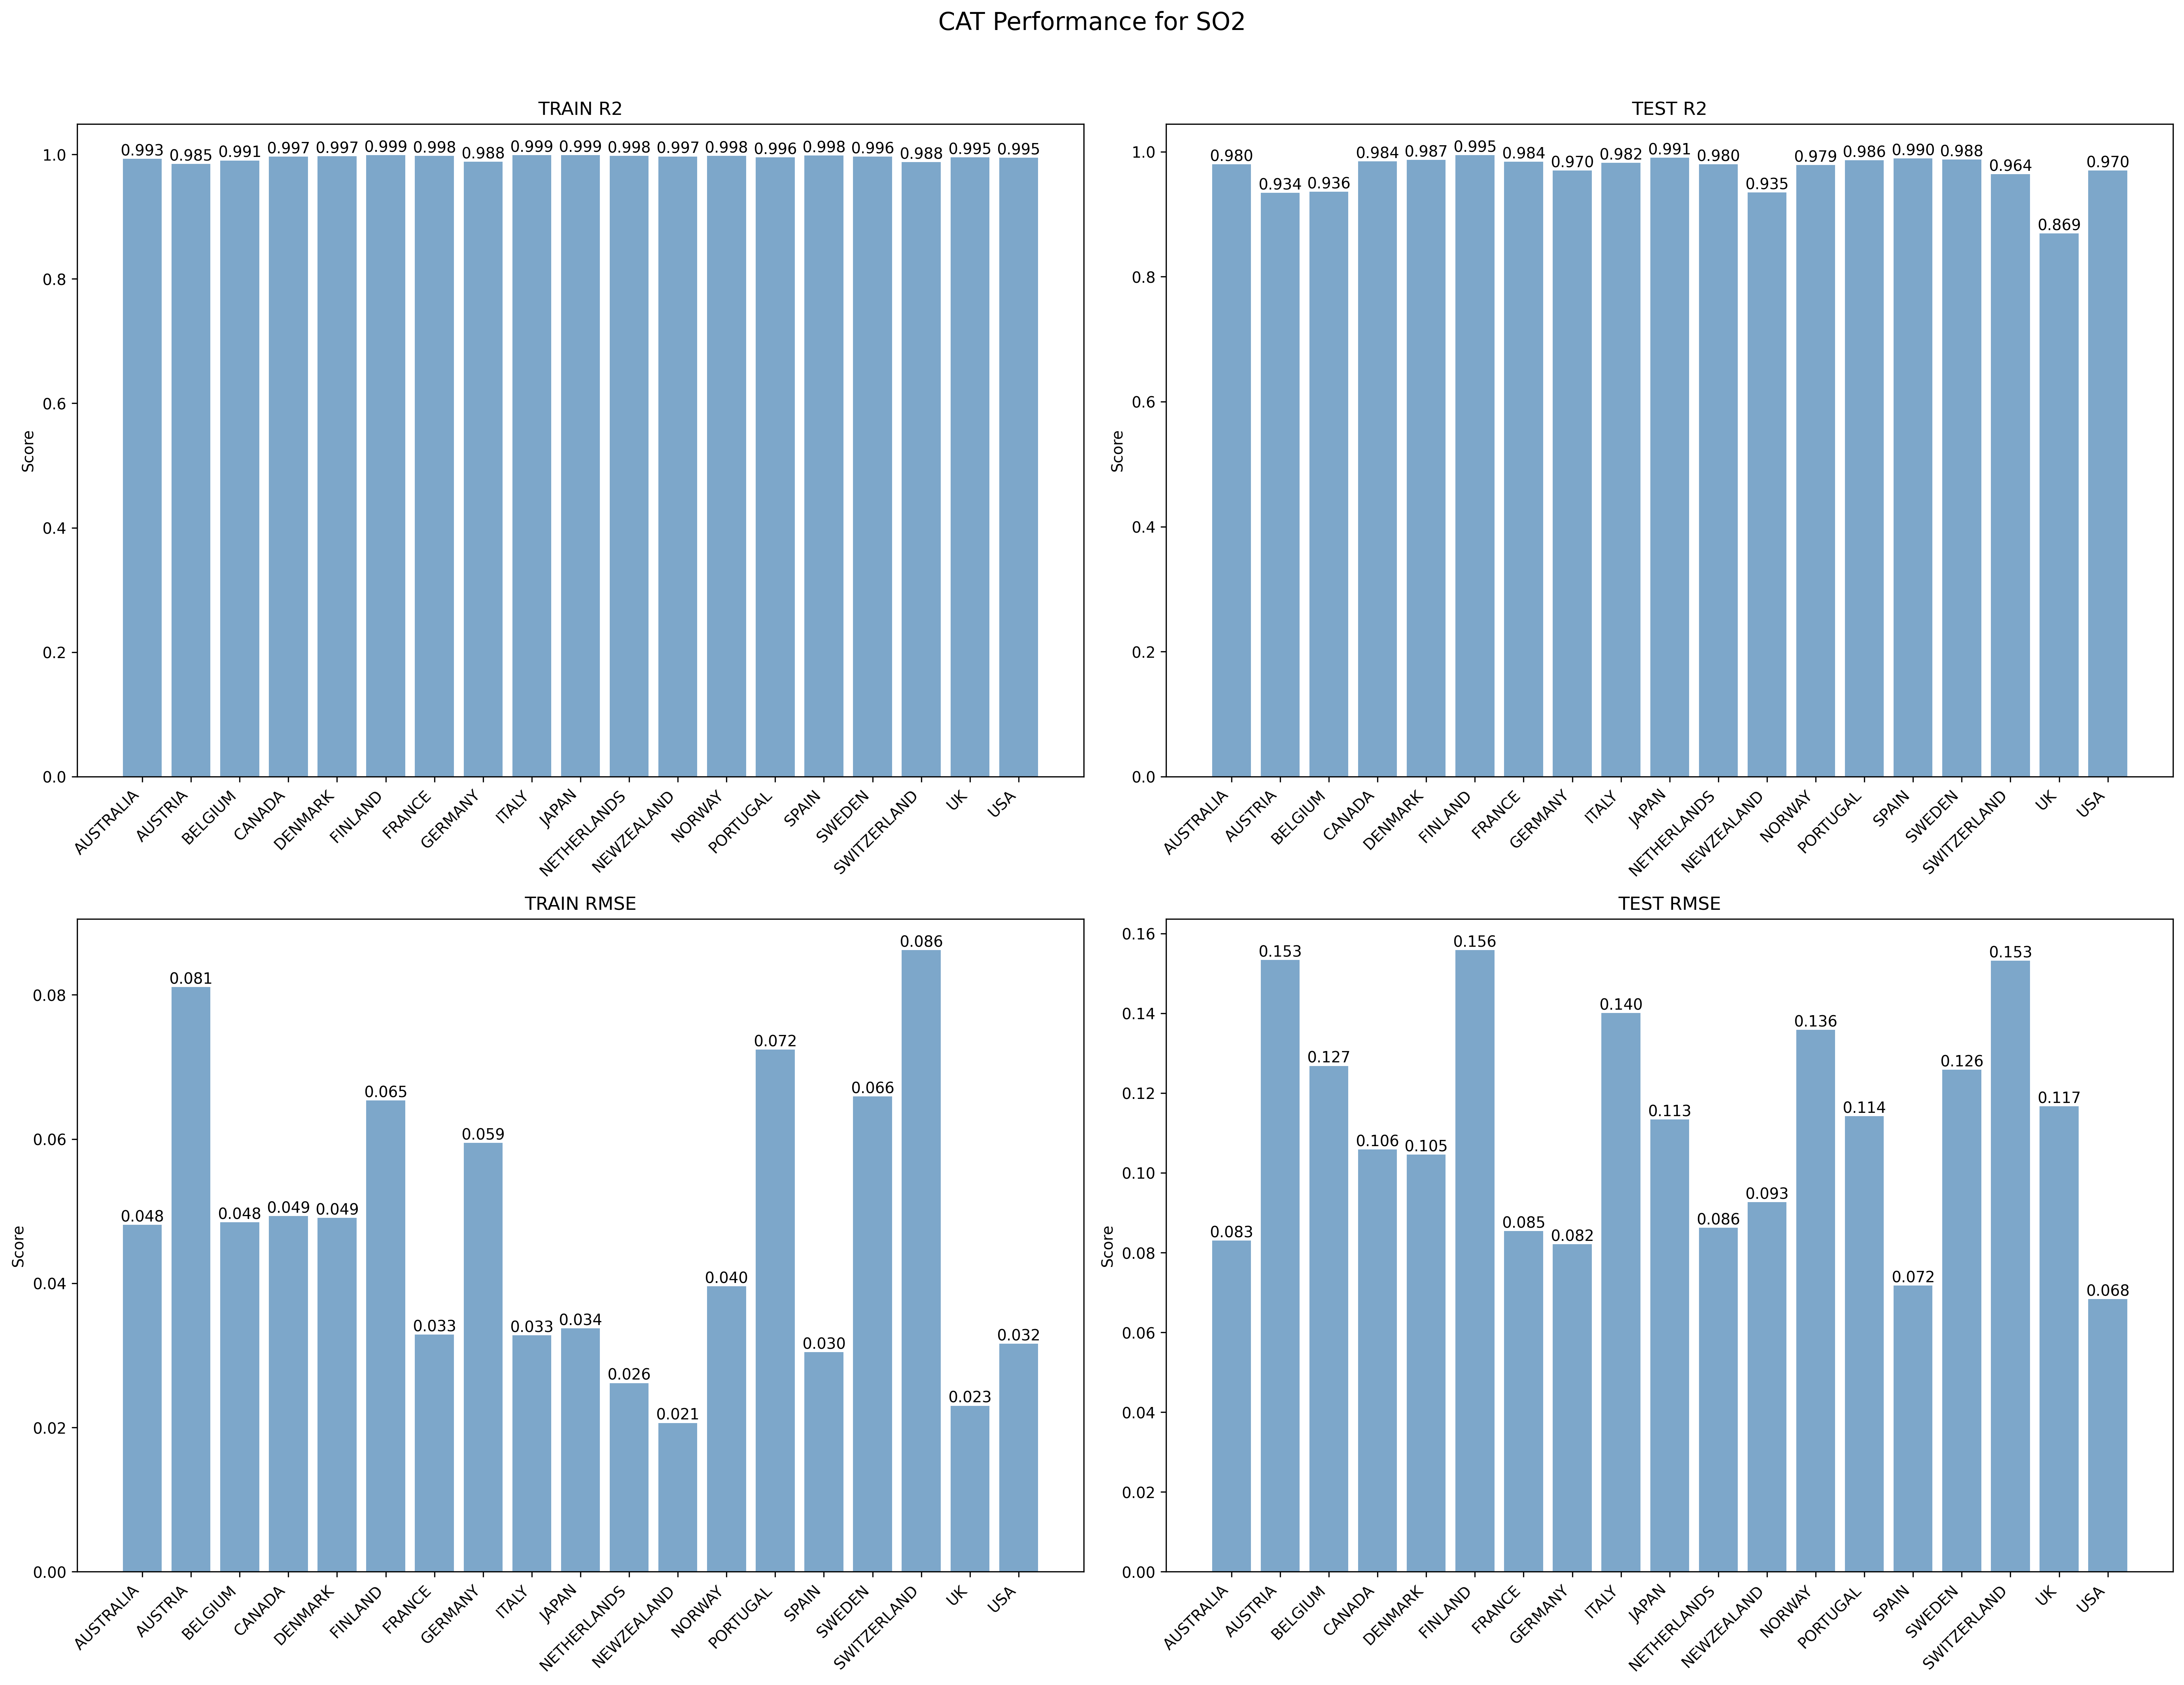 CAT Performance for SO2
TRAIN R2
Score
1.0
0.8
0.6
0.4
0.2
0.0
0.993 0.985 0.991 0.997 0.997 0.999 0.998 0.988 0.999 0.999 0.998 0.997 0.998 0.996 0.998 0.996 0.988 0.995 0.995
AUSTRALIA AUSTRIA BELGIUM CANADA DENMARK FINLAND FRANCE GERMANY ITALY JAPAN NETHERLANDS NEWZEALAND NORWAY PORTUGAL SPAIN SWEDEN SWITZERLAND UK USA
TEST R2
Score
1.0
0.8
0.6
0.4
0.2
0.0
0.980 0.934 0.936 0.984 0.987 0.995 0.984 0.970 0.982 0.991 0.980 0.935 0.979 0.986 0.990 0.988 0.964 0.869 0.970
AUSTRALIA AUSTRIA BELGIUM CANADA DENMARK FINLAND FRANCE GERMANY ITALY JAPAN NETHERLANDS NEWZEALAND NORWAY PORTUGAL SPAIN SWEDEN SWITZERLAND UK USA
TRAIN RMSE
Score
0.08
0.06
0.04
0.02
0.00
0.048 0.081 0.048 0.049 0.049 0.065 0.033 0.059 0.033 0.034 0.026 0.021 0.040 0.072 0.030 0.066 0.086 0.023 0.032
AUSTRALIA AUSTRIA BELGIUM CANADA DENMARK FINLAND FRANCE GERMANY ITALY JAPAN NETHERLANDS NEWZEALAND NORWAY PORTUGAL SPAIN SWEDEN SWITZERLAND UK USA
TEST RMSE
Score
0.16
0.14
0.12
0.10
0.08
0.06
0.04
0.02
0.00
0.083 0.153 0.127 0.106 0.105 0.156 0.085 0.082 0.140 0.113 0.086 0.093 0.136 0.114 0.072 0.126 0.153 0.117 0.068
AUSTRALIA AUSTRIA BELGIUM CANADA DENMARK FINLAND FRANCE GERMANY ITALY JAPAN NETHERLANDS NEWZEALAND NORWAY PORTUGAL SPAIN SWEDEN SWITZERLAND UK USA